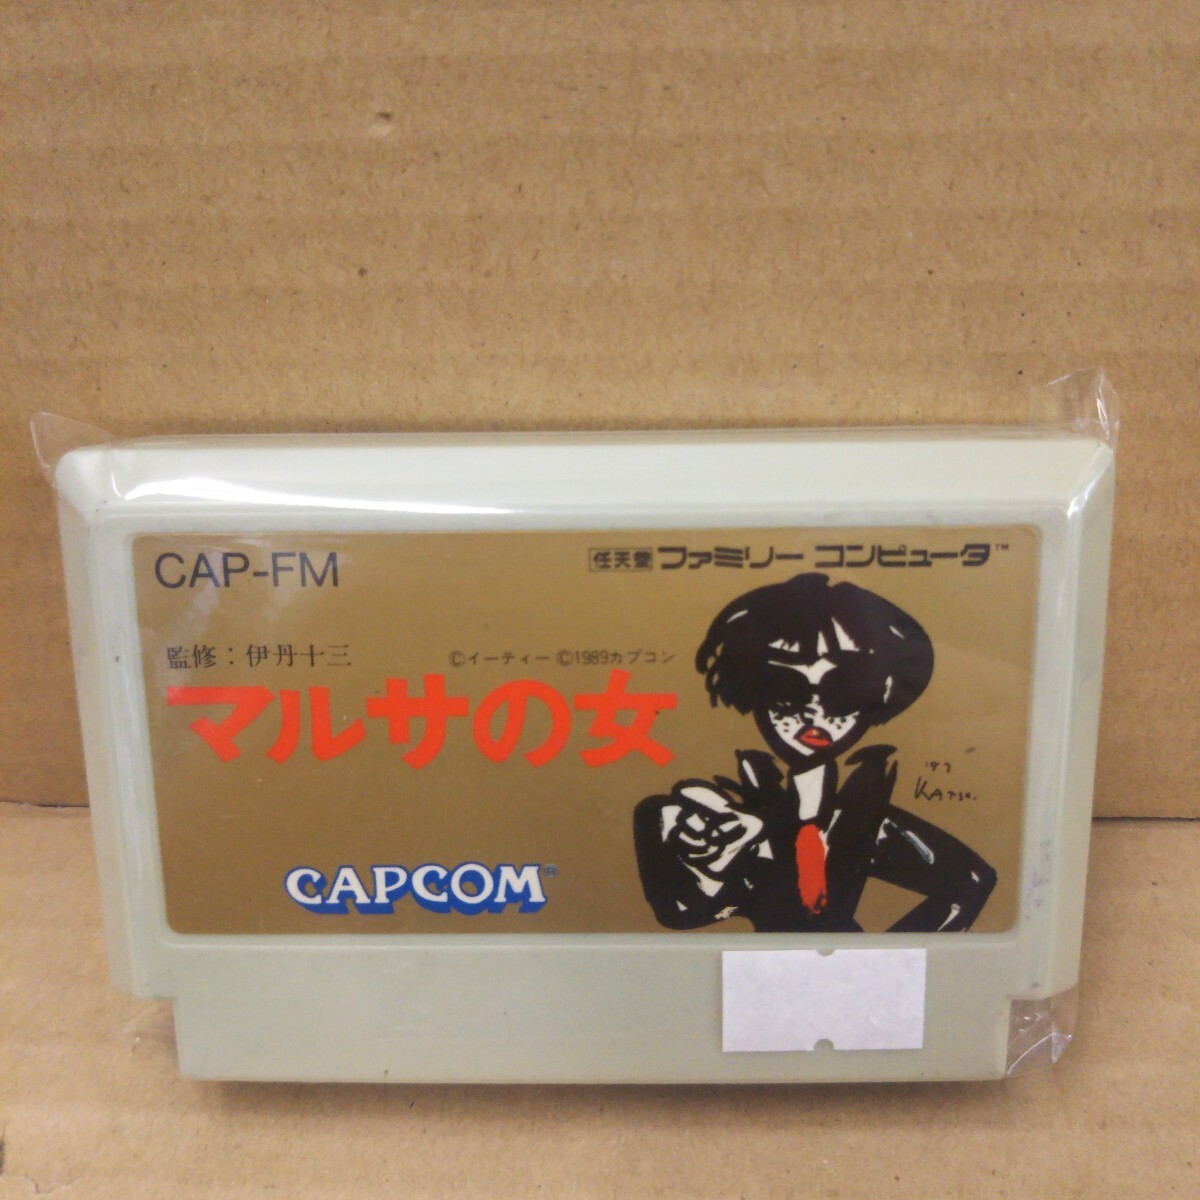 CAP-FM
任天堂 ファミリー コンピュータ™
監修：伊丹十三
©イーティー ©1989カプコン
マルサの女
'87
KATSU.
CAPCOM®